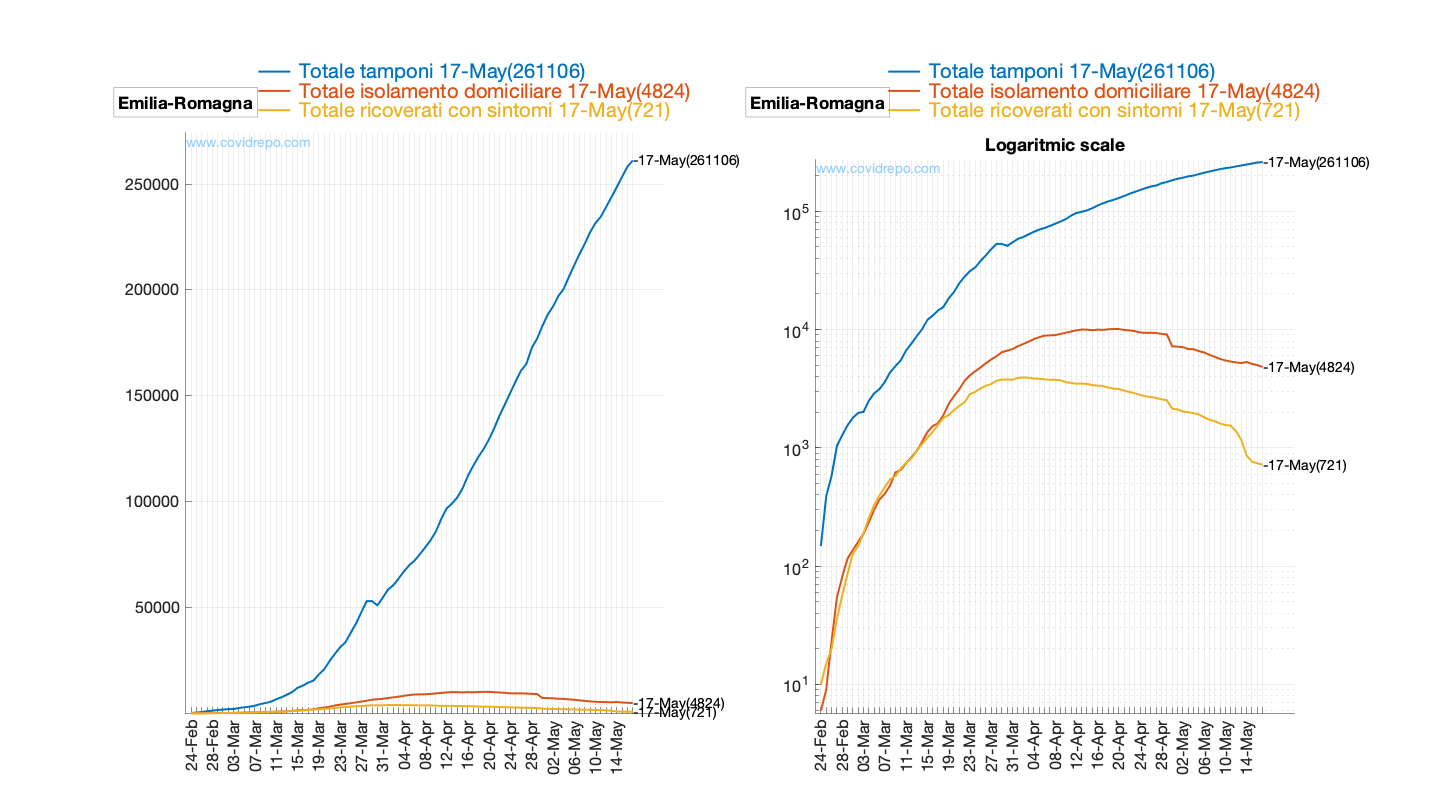 Totale tamponi 17-May(261106)
Totale isolamento domiciliare 17-May(4824)
Totale ricoverati con sintomi 17-May(721)
Emilia-Romagna
www.covidrepo.com
-17-May(261106)
-17-May(4824)
-17-May(721)
250000
200000
150000
100000
50000
24-Feb
28-Feb
03-Mar
07-Mar
11-Mar
15-Mar
19-Mar
23-Mar
27-Mar
31-Mar
04-Apr
08-Apr
12-Apr
16-Apr
20-Apr
24-Apr
28-Apr
02-May
06-May
10-May
14-May
Totale tamponi 17-May(261106)
Totale isolamento domiciliare 17-May(4824)
Totale ricoverati con sintomi 17-May(721)
Emilia-Romagna
Logaritmic scale
www.covidrepo.com
-17-May(261106)
-17-May(4824)
-17-May(721)
10^5
10^4
10^3
10^2
10^1
24-Feb
28-Feb
03-Mar
07-Mar
11-Mar
15-Mar
19-Mar
23-Mar
27-Mar
31-Mar
04-Apr
08-Apr
12-Apr
16-Apr
20-Apr
24-Apr
28-Apr
02-May
06-May
10-May
14-May